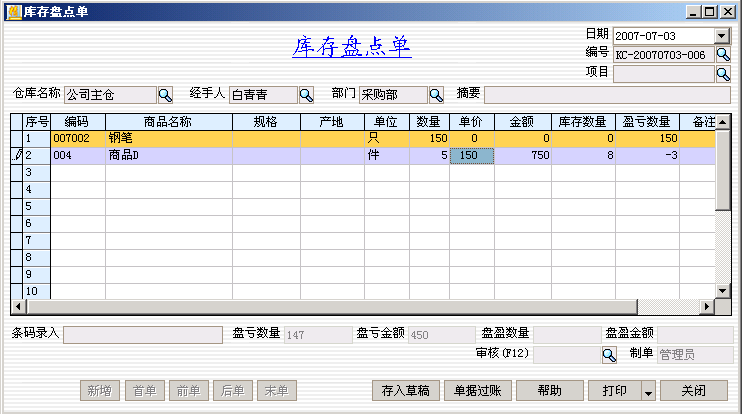 库存盘点单
库存盘点单
日期 2007-07-03
编号 KC-20070703-006
项目
仓库名称 公司主仓 经手人 白青青 部门 采购部 摘要
序号 编码 商品名称 规格 产地 单位 数量 单价 金额 库存数量 盈亏数量 备注
1 007002 钢笔 只 150 0 0 0 150
2 004 商品D 件 5 150 750 8 -3
3
4
5
6
7
8
9
10
条码录入 盘亏数量 147 盘亏金额 450 盘盈数量 盘盈金额
审核(F12) 制单 管理员
新增 首单 前单 后单 末单 存入草稿 单据过账 帮助 打印 关闭